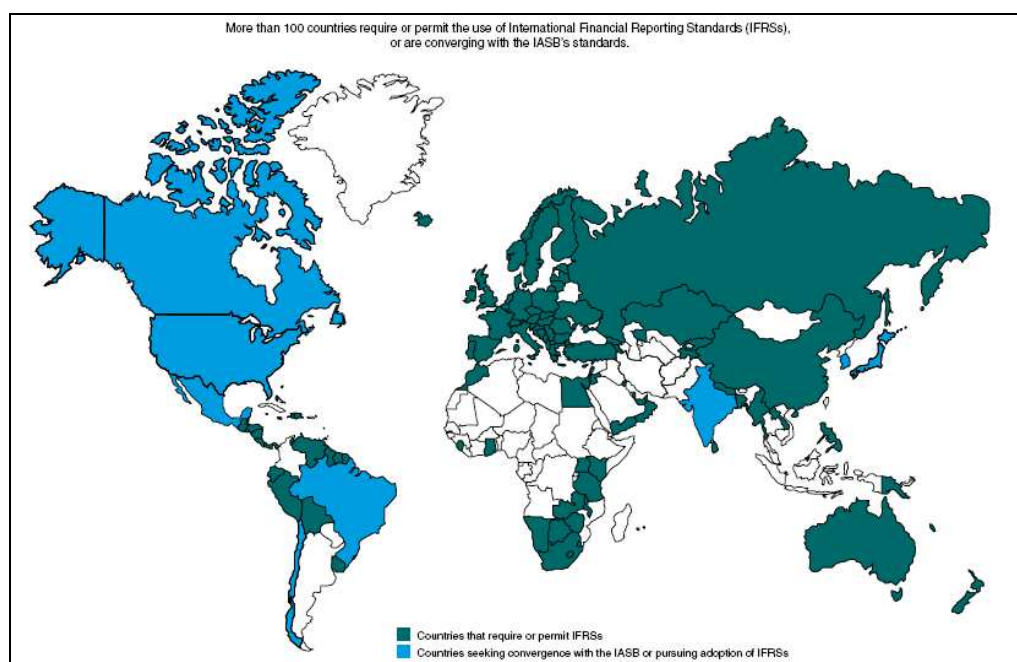 More than 100 countries require or permit the use of International Financial Reporting Standards (IFRSs),
or are converging with the IASB's standards.
Countries that require or permit IFRSs
Countries seeking convergence with the IASB or pursuing adoption of IFRSs